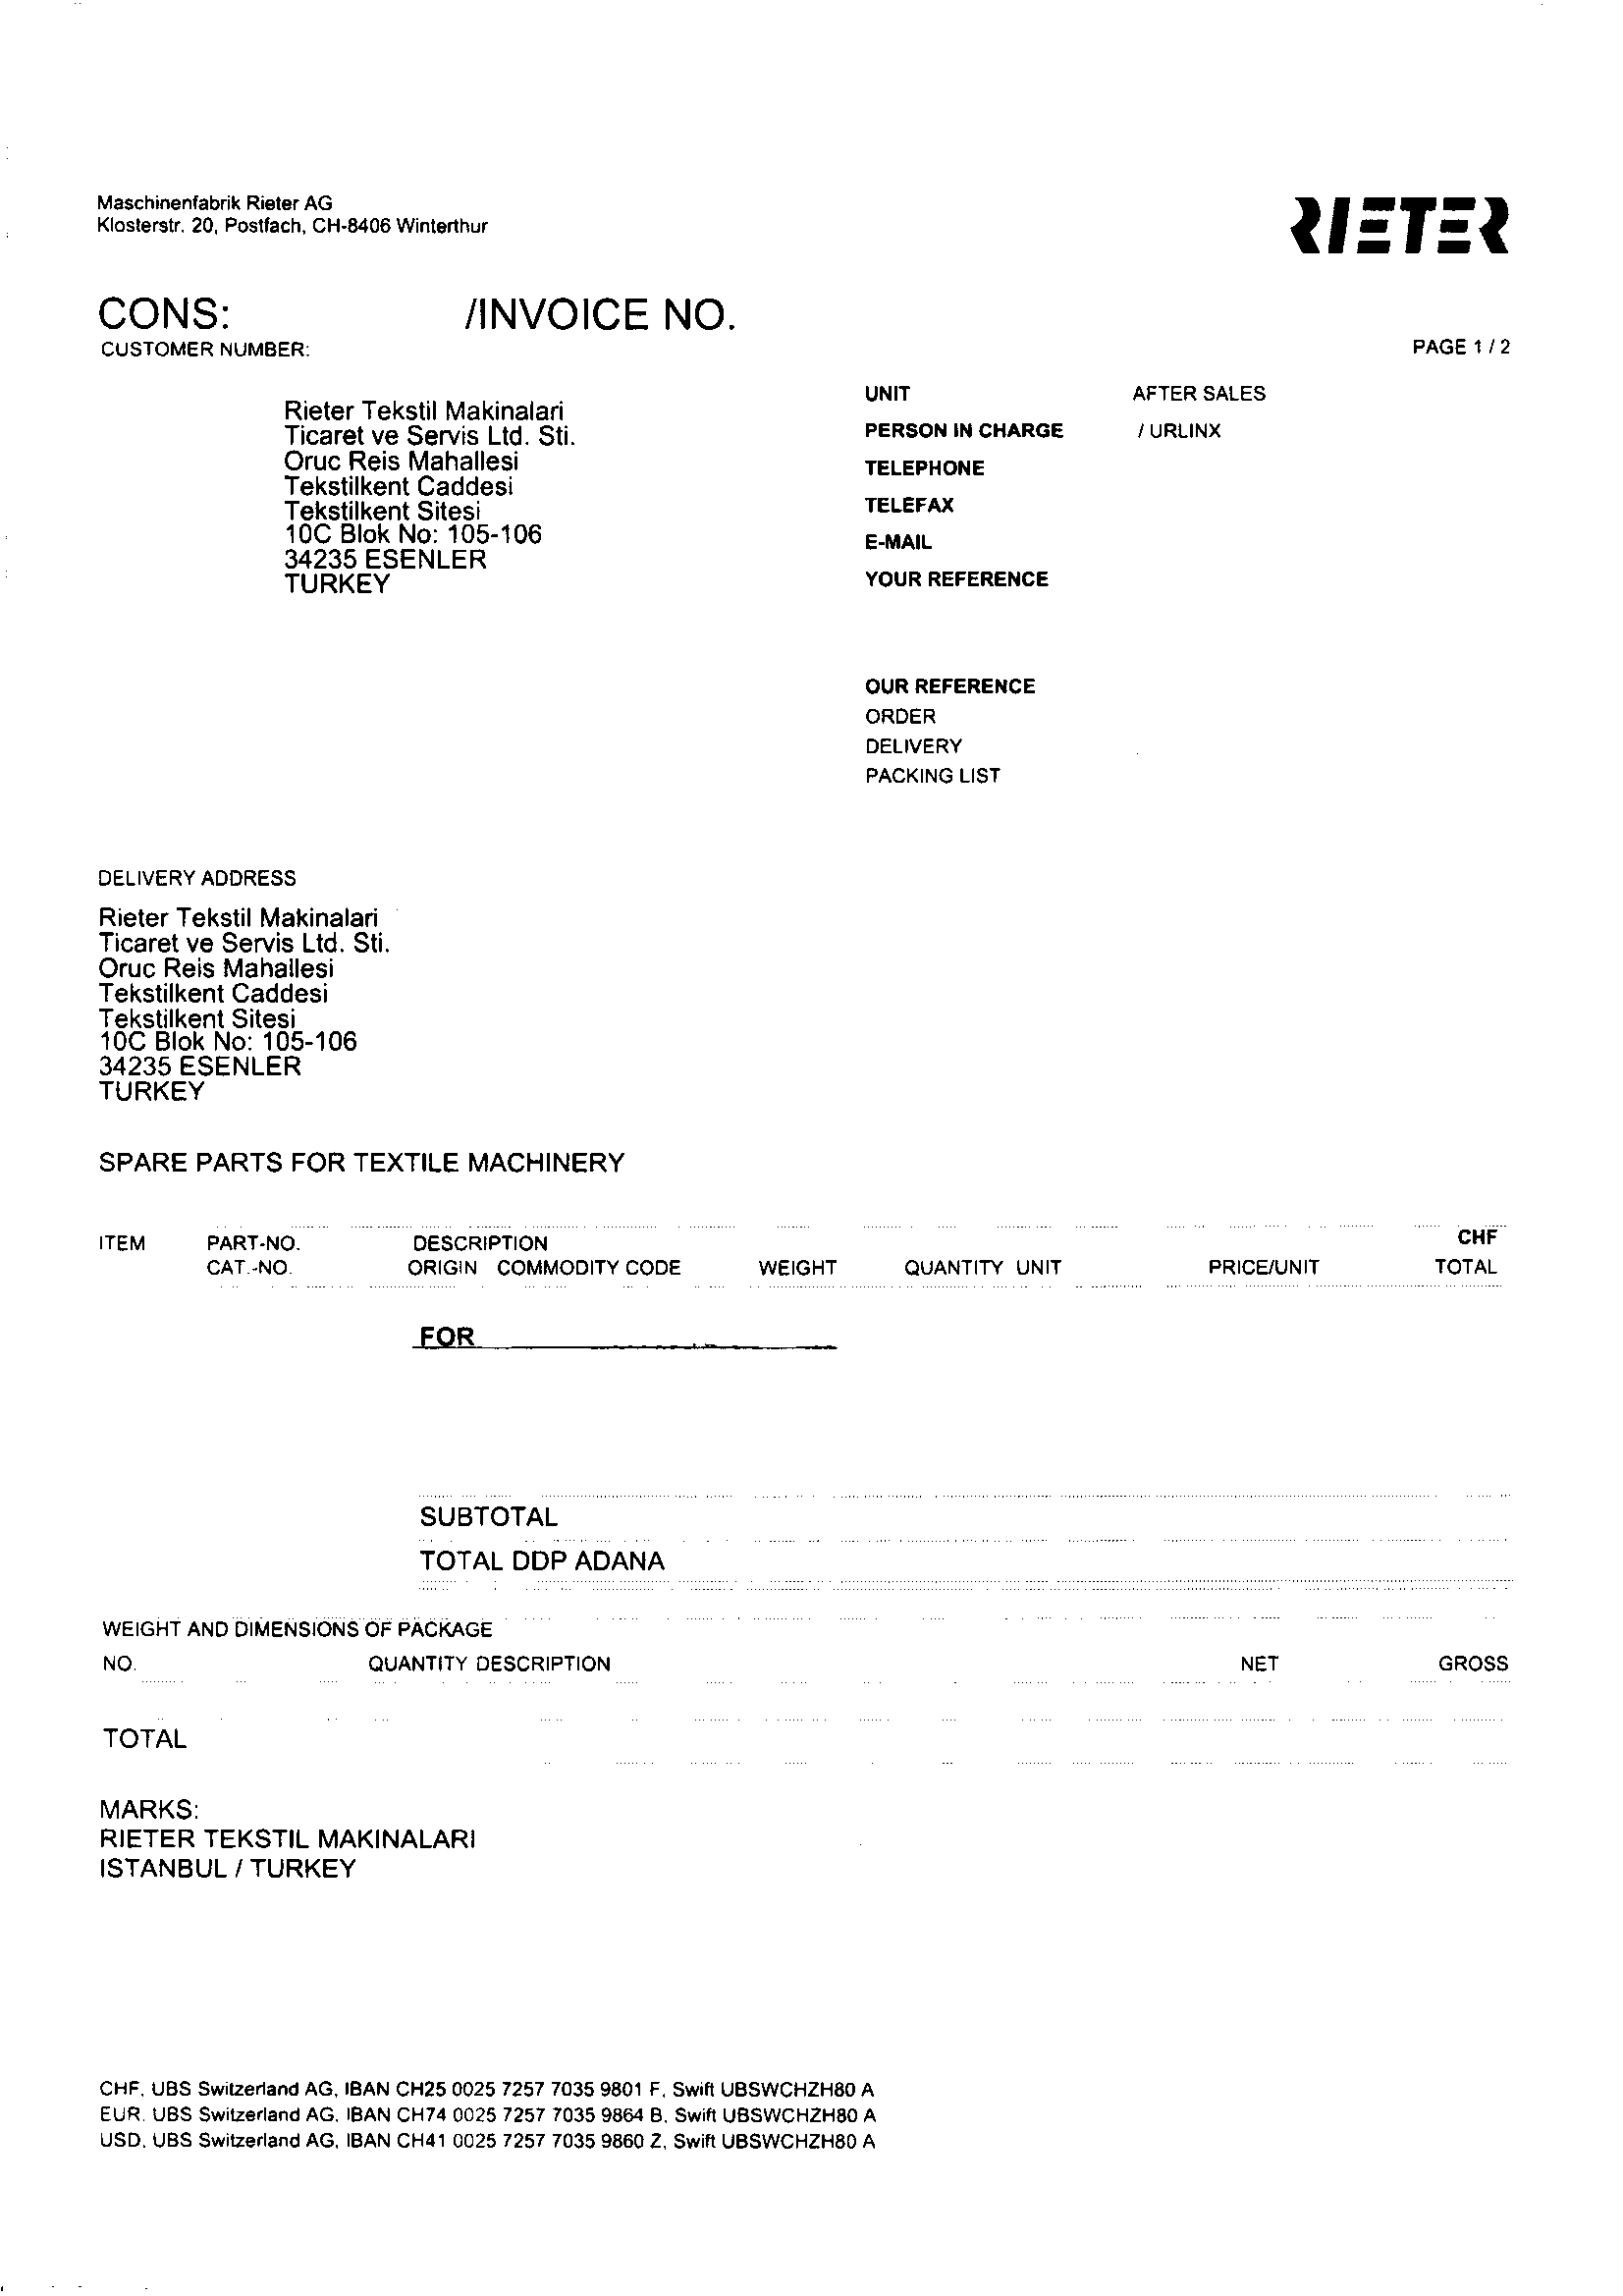 Maschinenfabrik Rieter AG
Klosterstr. 20, Postfach, CH-8406 Winterthur
RIETER
CONS: /INVOICE NO.
CUSTOMER NUMBER:
PAGE 1 / 2
Rieter Tekstil Makinalari
Ticaret ve Servis Ltd. Sti.
Oruc Reis Mahallesi
Tekstilkent Caddesi
Tekstilkent Sitesi
10C Blok No: 105-106
34235 ESENLER
TURKEY
UNIT AFTER SALES
PERSON IN CHARGE / URLINX
TELEPHONE
TELEFAX
E-MAIL
YOUR REFERENCE
OUR REFERENCE
ORDER
DELIVERY
PACKING LIST
DELIVERY ADDRESS
Rieter Tekstil Makinalari
Ticaret ve Servis Ltd. Sti.
Oruc Reis Mahallesi
Tekstilkent Caddesi
Tekstilkent Sitesi
10C Blok No: 105-106
34235 ESENLER
TURKEY
SPARE PARTS FOR TEXTILE MACHINERY
ITEM PART-NO. DESCRIPTION CHF
CAT.-NO. ORIGIN COMMODITY CODE WEIGHT QUANTITY UNIT PRICE/UNIT TOTAL
FOR
SUBTOTAL
TOTAL DDP ADANA
WEIGHT AND DIMENSIONS OF PACKAGE
NO. QUANTITY DESCRIPTION NET GROSS
TOTAL
MARKS:
RIETER TEKSTIL MAKINALARI
ISTANBUL / TURKEY
CHF, UBS Switzerland AG, IBAN CH25 0025 7257 7035 9801 F, Swift UBSWCHZH80 A
EUR, UBS Switzerland AG, IBAN CH74 0025 7257 7035 9864 B, Swift UBSWCHZH80 A
USD, UBS Switzerland AG, IBAN CH41 0025 7257 7035 9860 Z, Swift UBSWCHZH80 A